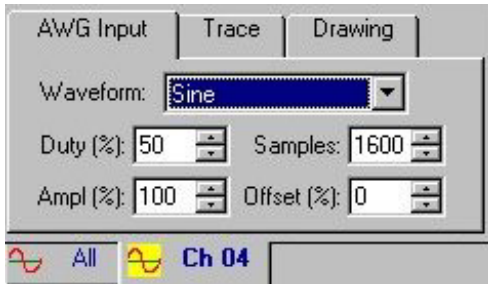 AWG Input Trace Drawing
Waveform: Sine
Duty (%): 50 Samples: 1600
Ampl (%): 100 Offset (%): 0
All Ch 04